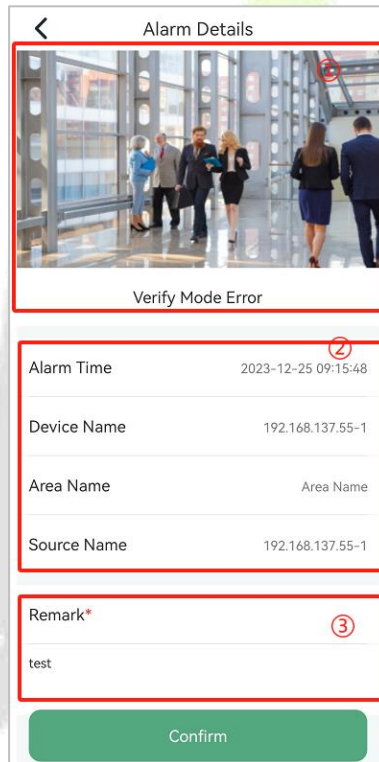 Alarm Details
①
Verify Mode Error
②
Alarm Time 2023-12-25 09:15:48
Device Name 192.168.137.55-1
Area Name Area Name
Source Name 192.168.137.55-1
Remark*
③
test
Confirm